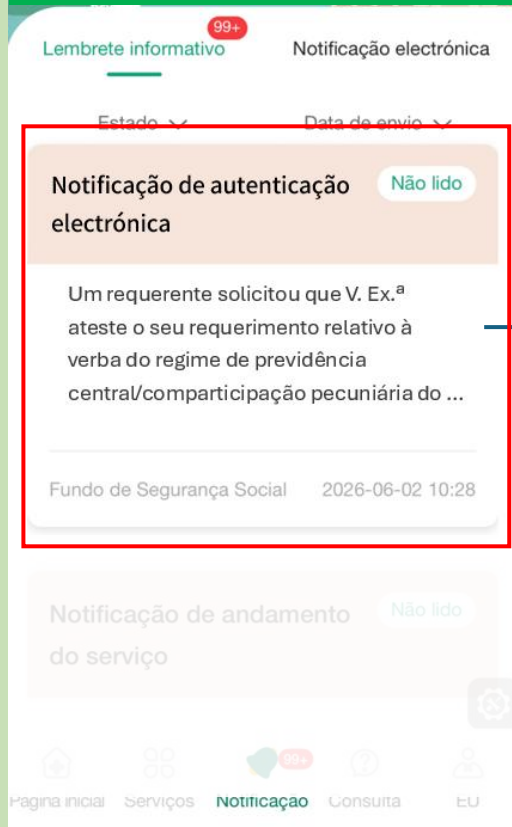 99+
Lembrete informativo
Notificação electrónica
Estado
Data de envio
Notificação de autenticação
electrónica
Não lido
Um requerente solicitou que V. Ex.ª
ateste o seu requerimento relativo à
verba do regime de previdência
central/comparticipação pecuniária do ...
Fundo de Segurança Social
2026-06-02 10:28
Notificação de andamento
do serviço
Não lido
99+
Página inicial
Serviços
Notificação
Consulta
EU